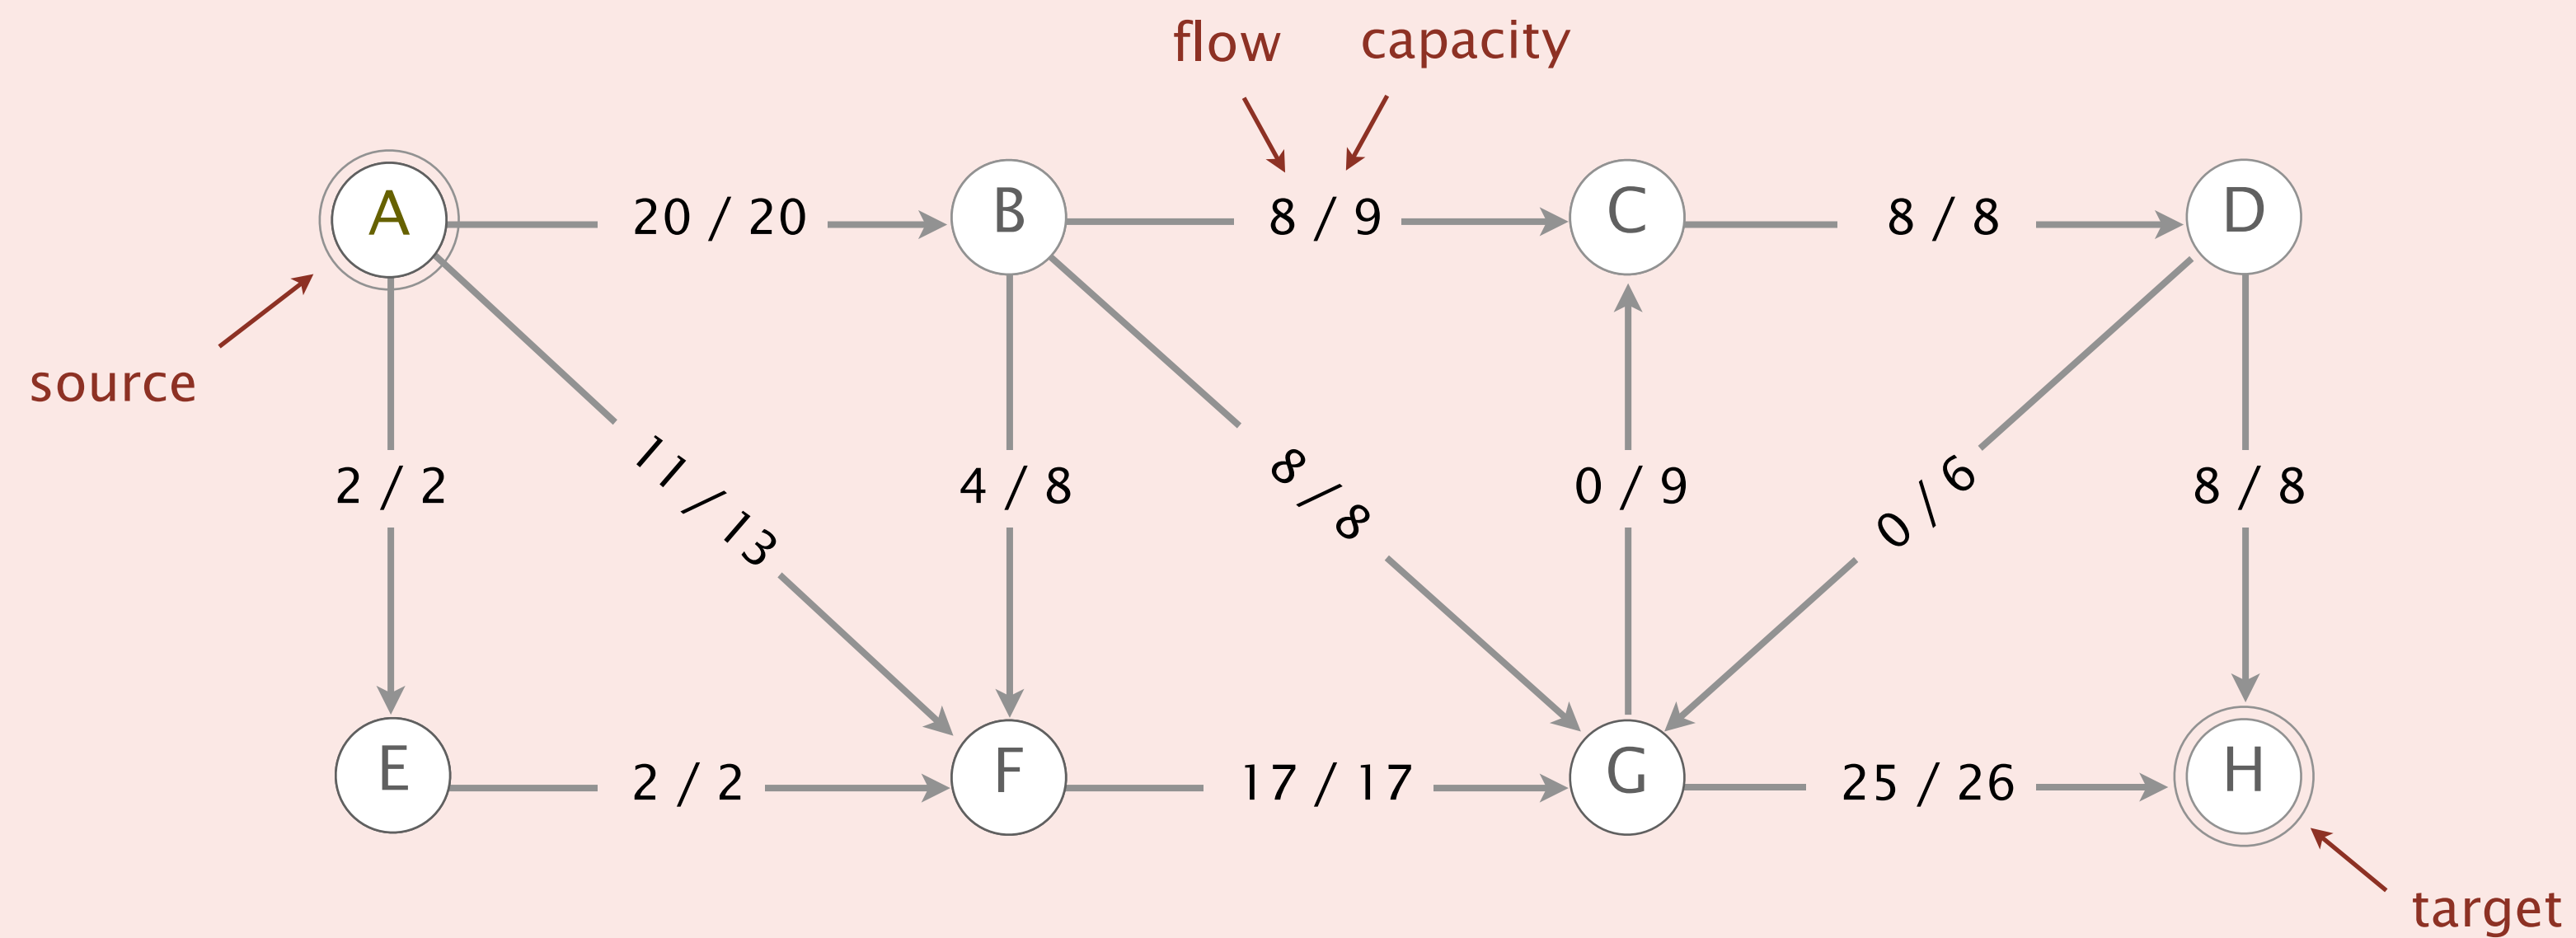 flow
capacity
A
20 / 20
B
8 / 9
C
8 / 8
D
source
2 / 2
11 / 13
4 / 8
8 / 8
0 / 9
0 / 6
8 / 8
E
2 / 2
F
17 / 17
G
25 / 26
H
target